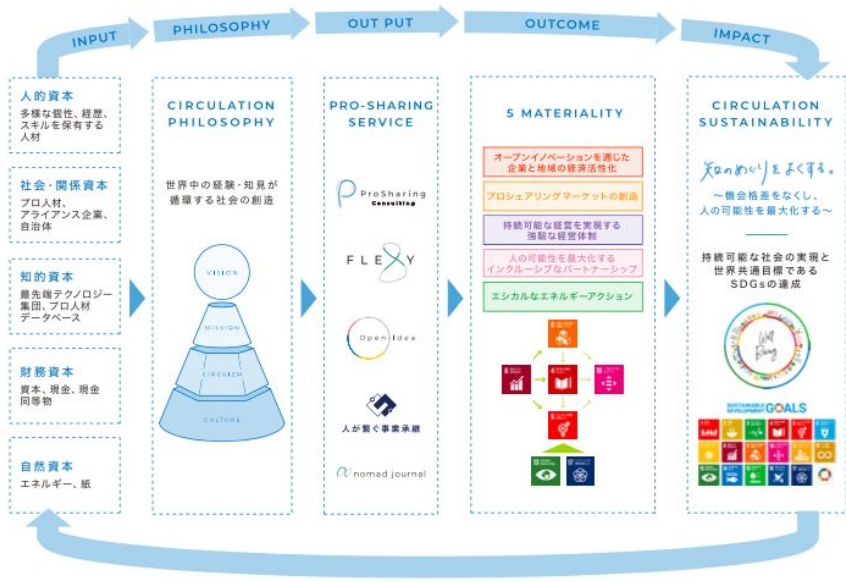 INPUT
PHILOSOPHY
OUT PUT
OUTCOME
IMPACT
人的資本
多様な個性、経歴、
スキルを保有する
人材
社会・関係資本
プロ人材、
アライアンス企業、
自治体
知的資本
最先端テクノロジー
集団、プロ人材
データベース
財務資本
資本、現金、現金
同等物
自然資本
エネルギー、紙
CIRCULATION
PHILOSOPHY
世界中の経験・知見が
循環する社会の創造
VISION
MISSION
CIRCUIZM
CULTURE
PRO-SHARING
SERVICE
ProSharing
Consulting
FLEXY
Open Idea
人が繋ぐ事業承継
nomad journal
5 MATERIALITY
オープンイノベーションを通じた
企業と地域の経済活性化
プロシェアリングマーケットの創造
持続可能な経営を実現する
強靭な経営体制
人の可能性を最大化する
インクルーシブなパートナーシップ
エシカルなエネルギーアクション
CIRCULATION
SUSTAINABILITY
知のめぐりをよくする。
〜機会格差をなくし、
人の可能性を最大化する〜
持続可能な社会の実現と
世界共通目標である
SDGsの達成
Well
Being
SUSTAINABLE
DEVELOPMENT GOALS